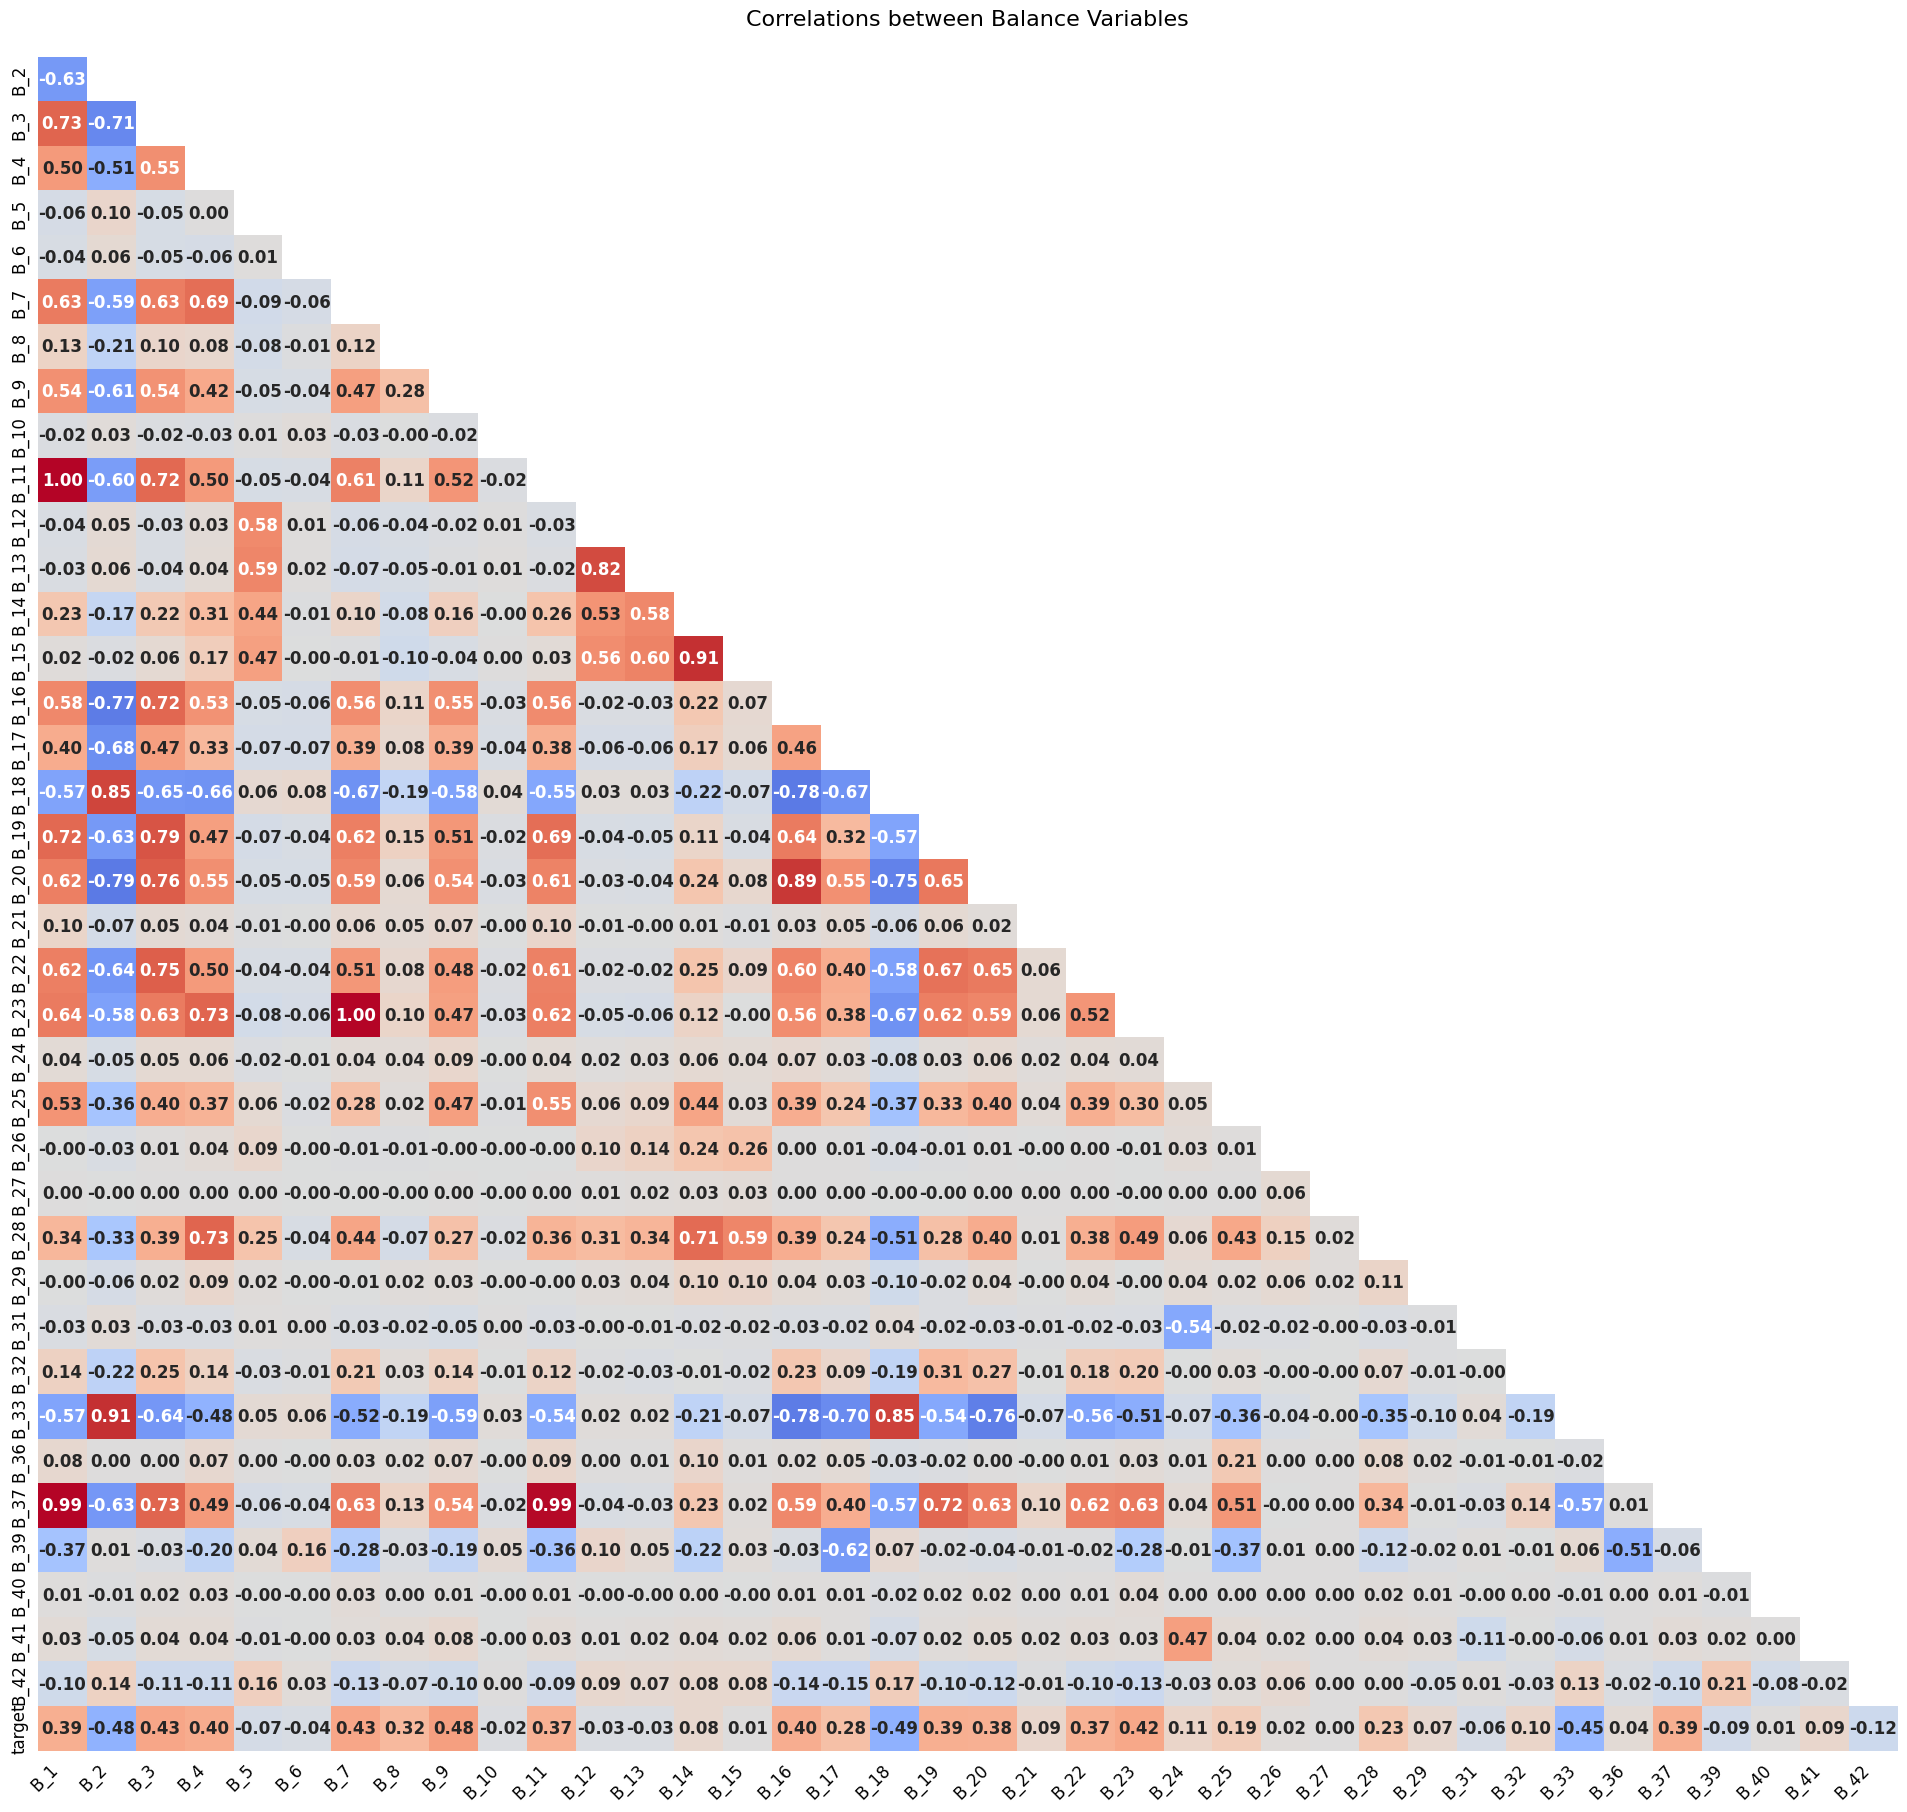 Correlations between Balance Variables
B_2 -0.63
B_3 0.73 -0.71
B_4 0.50 -0.51 0.55
B_5 -0.06 0.10 -0.05 0.00
B_6 -0.04 0.06 -0.05 -0.06 0.01
B_7 0.63 -0.59 0.63 0.69 -0.09 -0.06
B_8 0.13 -0.21 0.10 0.08 -0.08 -0.01 0.12
B_9 0.54 -0.61 0.54 0.42 -0.05 -0.04 0.47 0.28
B_10 -0.02 0.03 -0.02 -0.03 0.01 0.03 -0.03 -0.00 -0.02
B_11 1.00 -0.60 0.72 0.50 -0.05 -0.04 0.61 0.11 0.52 -0.02
B_12 -0.04 0.05 -0.03 0.03 0.58 0.01 -0.06 -0.04 -0.02 0.01 -0.03
B_13 -0.03 0.06 -0.04 0.04 0.59 0.02 -0.07 -0.05 -0.01 0.01 -0.02 0.82
B_14 0.23 -0.17 0.22 0.31 0.44 -0.01 0.10 -0.08 0.16 -0.00 0.26 0.53 0.58
B_15 0.02 -0.02 0.06 0.17 0.47 -0.00 -0.01 -0.10 -0.04 0.00 0.03 0.56 0.60 0.91
B_16 0.58 -0.77 0.72 0.53 -0.05 -0.06 0.56 0.11 0.55 -0.03 0.56 -0.02 -0.03 0.22 0.07
B_17 0.40 -0.68 0.47 0.33 -0.07 -0.07 0.39 0.08 0.39 -0.04 0.38 -0.06 -0.06 0.17 0.06 0.46
B_18 -0.57 0.85 -0.65 -0.66 0.06 0.08 -0.67 -0.19 -0.58 0.04 -0.55 0.03 0.03 -0.22 -0.07 -0.78 -0.67
B_19 0.72 -0.63 0.79 0.47 -0.07 -0.04 0.62 0.15 0.51 -0.02 0.69 -0.04 -0.05 0.11 -0.04 0.64 0.32 -0.57
B_20 0.62 -0.79 0.76 0.55 -0.05 -0.05 0.59 0.06 0.54 -0.03 0.61 -0.03 -0.04 0.24 0.08 0.89 0.55 -0.75 0.65
B_21 0.10 -0.07 0.05 0.04 -0.01 -0.00 0.06 0.05 0.07 -0.00 0.10 -0.01 -0.00 0.01 -0.01 0.03 0.05 -0.06 0.06 0.02
B_22 0.62 -0.64 0.75 0.50 -0.04 -0.04 0.51 0.08 0.48 -0.02 0.61 -0.02 -0.02 0.25 0.09 0.60 0.40 -0.58 0.67 0.65 0.06
B_23 0.64 -0.58 0.63 0.73 -0.08 -0.06 1.00 0.10 0.47 -0.03 0.62 -0.05 -0.06 0.12 -0.00 0.56 0.38 -0.67 0.62 0.59 0.06 0.52
B_24 0.04 -0.05 0.05 0.06 -0.02 -0.01 0.04 0.04 0.09 -0.00 0.04 0.02 0.03 0.06 0.04 0.07 0.03 -0.08 0.03 0.06 0.02 0.04 0.04
B_25 0.53 -0.36 0.40 0.37 0.06 -0.02 0.28 0.02 0.47 -0.01 0.55 0.06 0.09 0.44 0.03 0.39 0.24 -0.37 0.33 0.40 0.04 0.39 0.30 0.05
B_26 -0.00 -0.03 0.01 0.04 0.09 -0.00 -0.01 -0.01 -0.00 -0.00 -0.00 0.10 0.14 0.24 0.26 0.00 0.01 -0.04 -0.01 0.01 -0.00 0.00 -0.01 0.03 0.01
B_27 0.00 -0.00 0.00 0.00 0.00 -0.00 -0.00 -0.00 0.00 -0.00 0.00 0.01 0.02 0.03 0.03 0.00 0.00 -0.00 -0.00 0.00 0.00 0.00 -0.00 0.00 0.00 0.06
B_28 0.34 -0.33 0.39 0.73 0.25 -0.04 0.44 -0.07 0.27 -0.02 0.36 0.31 0.34 0.71 0.59 0.39 0.24 -0.51 0.28 0.40 0.01 0.38 0.49 0.06 0.43 0.15 0.02
B_29 -0.00 -0.06 0.02 0.09 0.02 -0.00 -0.01 0.02 0.03 -0.00 -0.00 0.03 0.04 0.10 0.10 0.04 0.03 -0.10 -0.02 0.04 -0.00 0.04 -0.00 0.04 0.02 0.06 0.02 0.11
B_31 -0.03 0.03 -0.03 -0.03 0.01 0.00 -0.03 -0.02 -0.05 0.00 -0.03 -0.00 -0.01 -0.02 -0.02 -0.03 -0.02 0.04 -0.02 -0.03 -0.01 -0.02 -0.03 -0.54 -0.02 -0.02 -0.00 -0.03 -0.01
B_32 0.14 -0.22 0.25 0.14 -0.03 -0.01 0.21 0.03 0.14 -0.01 0.12 -0.02 -0.03 -0.01 -0.02 0.23 0.09 -0.19 0.31 0.27 -0.01 0.18 0.20 -0.00 0.03 -0.00 -0.00 0.07 -0.01 -0.00
B_33 -0.57 0.91 -0.64 -0.48 0.05 0.06 -0.52 -0.19 -0.59 0.03 -0.54 0.02 0.02 -0.21 -0.07 -0.78 -0.70 0.85 -0.54 -0.76 -0.07 -0.56 -0.51 -0.07 -0.36 -0.04 -0.00 -0.35 -0.10 0.04 -0.19
B_36 0.08 0.00 0.00 0.07 0.00 -0.00 0.03 0.02 0.07 -0.00 0.09 0.00 0.01 0.10 0.01 0.02 0.05 -0.03 -0.02 0.00 -0.00 0.01 0.03 0.01 0.21 0.00 0.00 0.08 0.02 -0.01 -0.01 -0.02
B_37 0.99 -0.63 0.73 0.49 -0.06 -0.04 0.63 0.13 0.54 -0.02 0.99 -0.04 -0.03 0.23 0.02 0.59 0.40 -0.57 0.72 0.63 0.10 0.62 0.63 0.04 0.51 -0.00 0.00 0.34 -0.01 -0.03 0.14 -0.57 0.01
B_39 -0.37 0.01 -0.03 -0.20 0.04 0.16 -0.28 -0.03 -0.19 0.05 -0.36 0.10 0.05 -0.22 0.03 -0.03 -0.62 0.07 -0.02 -0.04 -0.01 -0.02 -0.28 -0.01 -0.37 0.01 0.00 -0.12 -0.02 0.01 -0.01 0.06 -0.51 -0.06
B_40 0.01 -0.01 0.02 0.03 -0.00 -0.00 0.03 0.00 0.01 -0.00 0.01 -0.00 -0.00 0.00 -0.00 0.01 0.01 -0.02 0.02 0.02 0.00 0.01 0.04 0.00 0.00 0.00 0.00 0.02 0.01 -0.00 0.00 -0.01 0.00 0.01 -0.01
B_41 0.03 -0.05 0.04 0.04 -0.01 -0.00 0.03 0.04 0.08 -0.00 0.03 0.01 0.02 0.04 0.02 0.06 0.01 -0.07 0.02 0.05 0.02 0.03 0.03 0.47 0.04 0.02 0.00 0.04 0.03 -0.11 -0.00 -0.06 0.01 0.03 0.02 0.00
B_42 -0.10 0.14 -0.11 -0.11 0.16 0.03 -0.13 -0.07 -0.10 0.00 -0.09 0.09 0.07 0.08 0.08 -0.14 -0.15 0.17 -0.10 -0.12 -0.01 -0.10 -0.13 -0.03 0.03 0.06 0.00 0.00 -0.05 0.01 -0.03 0.13 -0.02 -0.10 0.21 -0.08 -0.02
target 0.39 -0.48 0.43 0.40 -0.07 -0.04 0.43 0.32 0.48 -0.02 0.37 -0.03 -0.03 0.08 0.01 0.40 0.28 -0.49 0.39 0.38 0.09 0.37 0.42 0.11 0.19 0.02 0.00 0.23 0.07 -0.06 0.10 -0.45 0.04 0.39 -0.09 0.01 0.09 -0.12
B_1 B_2 B_3 B_4 B_5 B_6 B_7 B_8 B_9 B_10 B_11 B_12 B_13 B_14 B_15 B_16 B_17 B_18 B_19 B_20 B_21 B_22 B_23 B_24 B_25 B_26 B_27 B_28 B_29 B_31 B_32 B_33 B_36 B_37 B_39 B_40 B_41 B_42